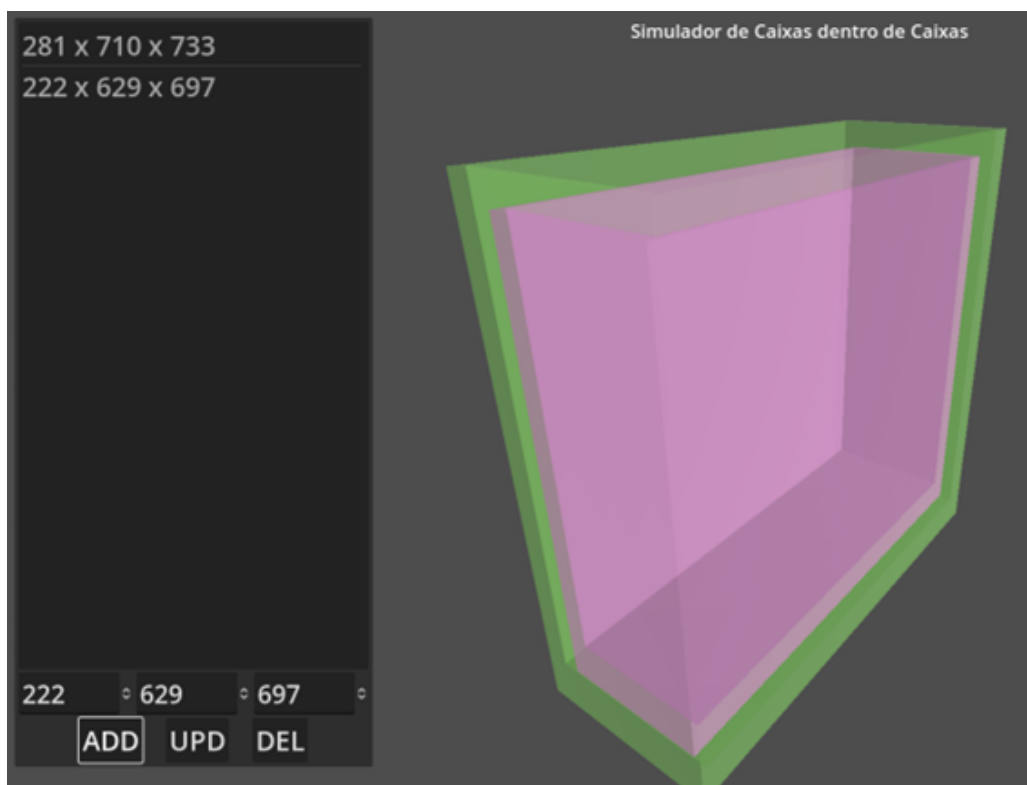 Simulador de Caixas dentro de Caixas
281 x 710 x 733
222 x 629 x 697
222 629 697
ADD UPD DEL